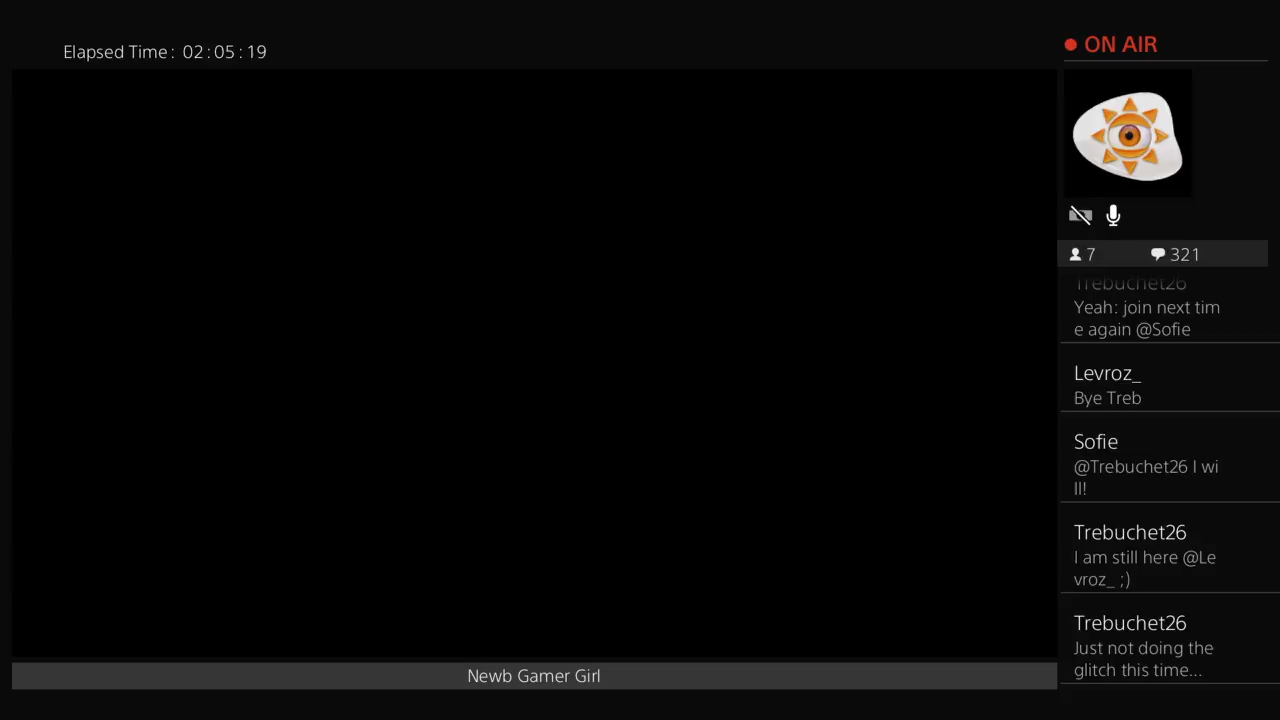 Elapsed Time: 02:05:19
ON AIR
7 321
Trebuchet26
Yeah: join next tim
e again @Sofie
Levroz_
Bye Treb
Sofie
@Trebuchet26 I wi
ll!
Trebuchet26
I am still here @Le
vroz_ ;)
Trebuchet26
Just not doing the
glitch this time...
Newb Gamer Girl